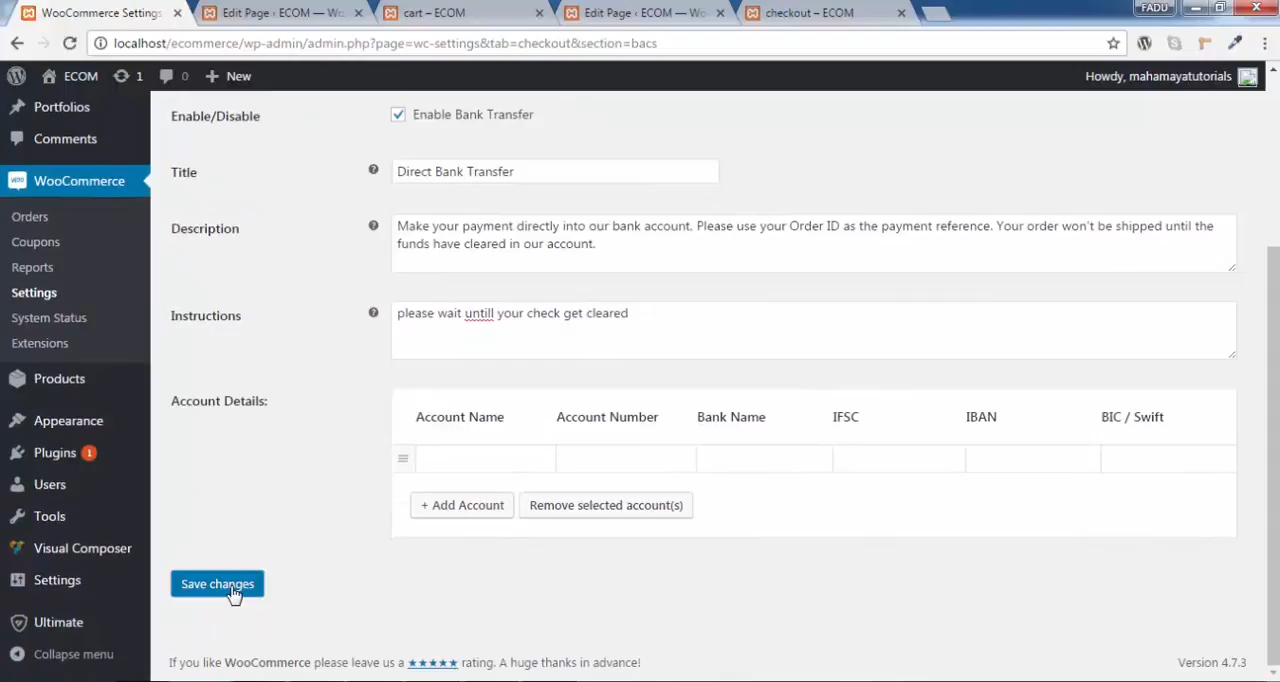 WooCommerce Settings
Edit Page ‹ ECOM — Wo
cart – ECOM
Edit Page ‹ ECOM — Wo
checkout – ECOM
FADU
localhost/ecommerce/wp-admin/admin.php?page=wc-settings&tab=checkout&section=bacs
ECOM
1
0
New
Howdy, mahamayatutorials
Portfolios
Comments
WooCommerce
Orders
Coupons
Reports
Settings
System Status
Extensions
Products
Appearance
Plugins 1
Users
Tools
Visual Composer
Settings
Ultimate
Collapse menu
Enable/Disable
Enable Bank Transfer
Title
Direct Bank Transfer
Description
Make your payment directly into our bank account. Please use your Order ID as the payment reference. Your order won't be shipped until the
funds have cleared in our account.
Instructions
please wait untill your check get cleared
Account Details:
Account Name Account Number Bank Name IFSC IBAN BIC / Swift
+ Add Account
Remove selected account(s)
Save changes
If you like WooCommerce please leave us a ★★★★★ rating. A huge thanks in advance!
Version 4.7.3